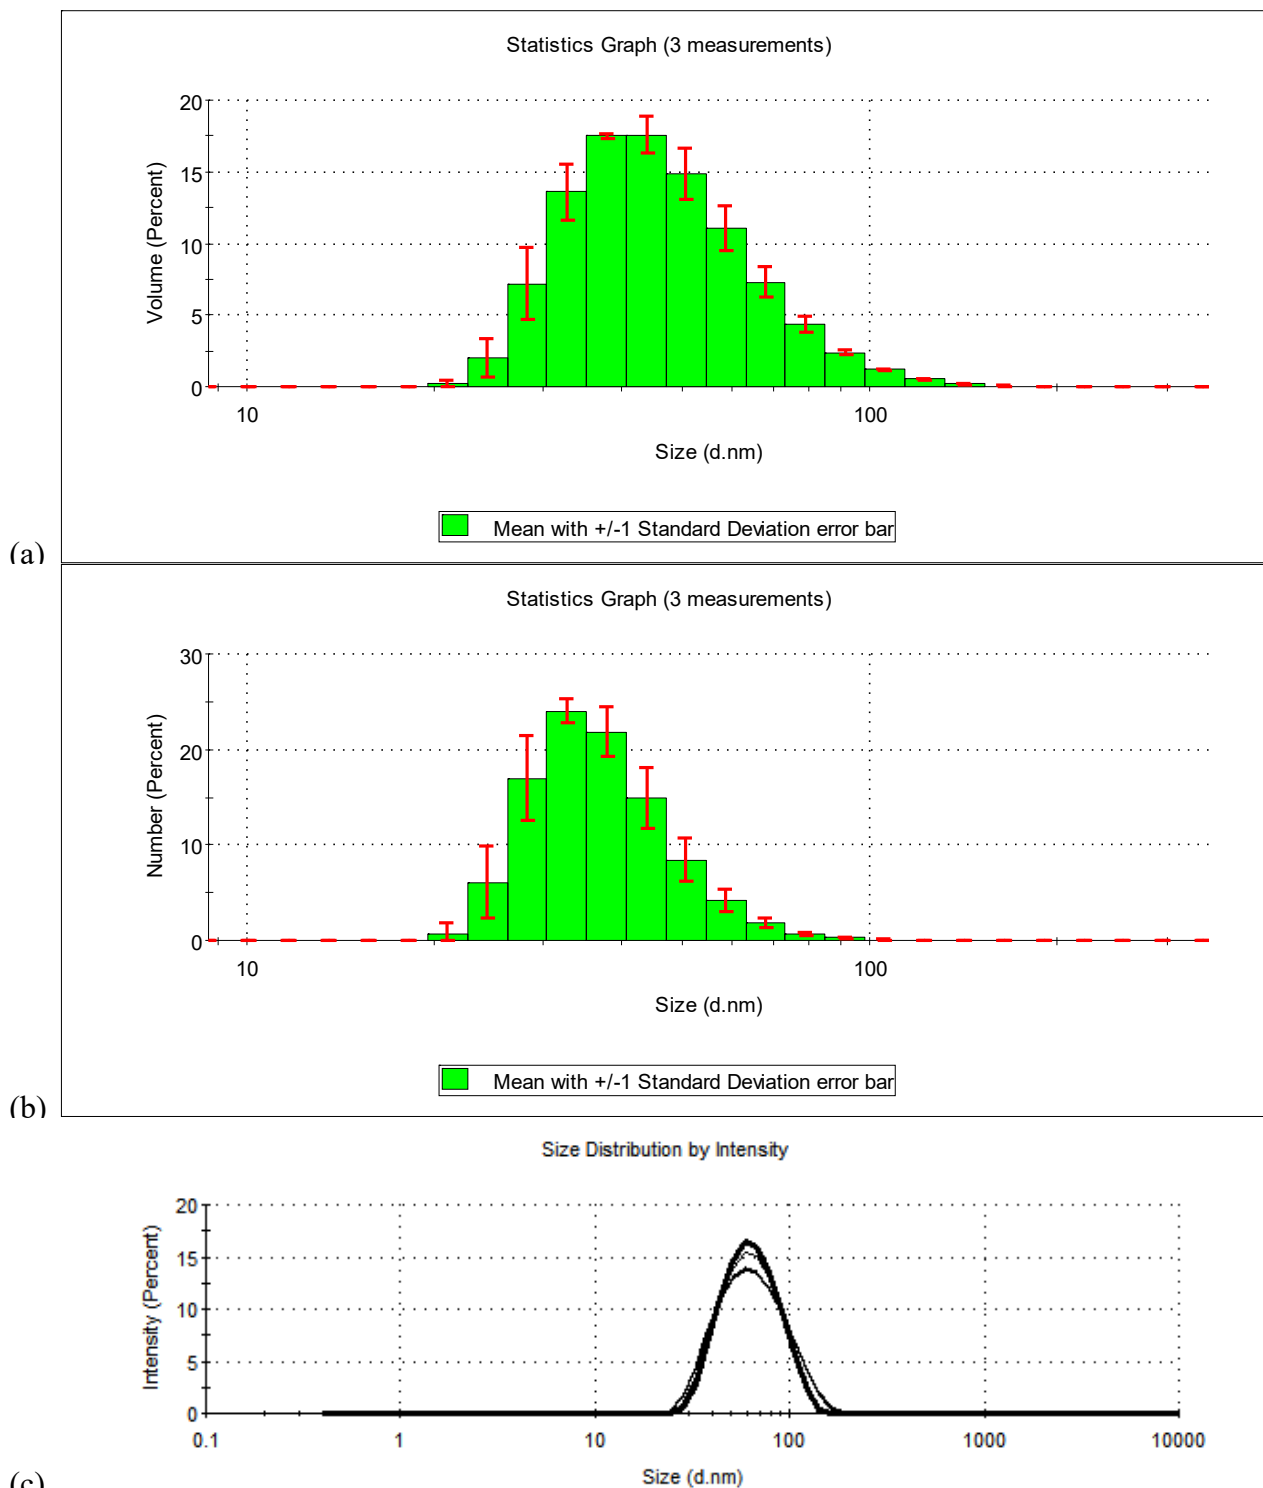 Statistics Graph (3 measurements)
20
15
10
5
0
Volume (Percent)
10 100
Size (d.nm)
Mean with +/-1 Standard Deviation error bar
(a)
Statistics Graph (3 measurements)
30
20
10
0
Number (Percent)
10 100
Size (d.nm)
Mean with +/-1 Standard Deviation error bar
(b)
Size Distribution by Intensity
20
15
10
5
0
Intensity (Percent)
0.1 1 10 100 1000 10000
Size (d.nm)
(c)